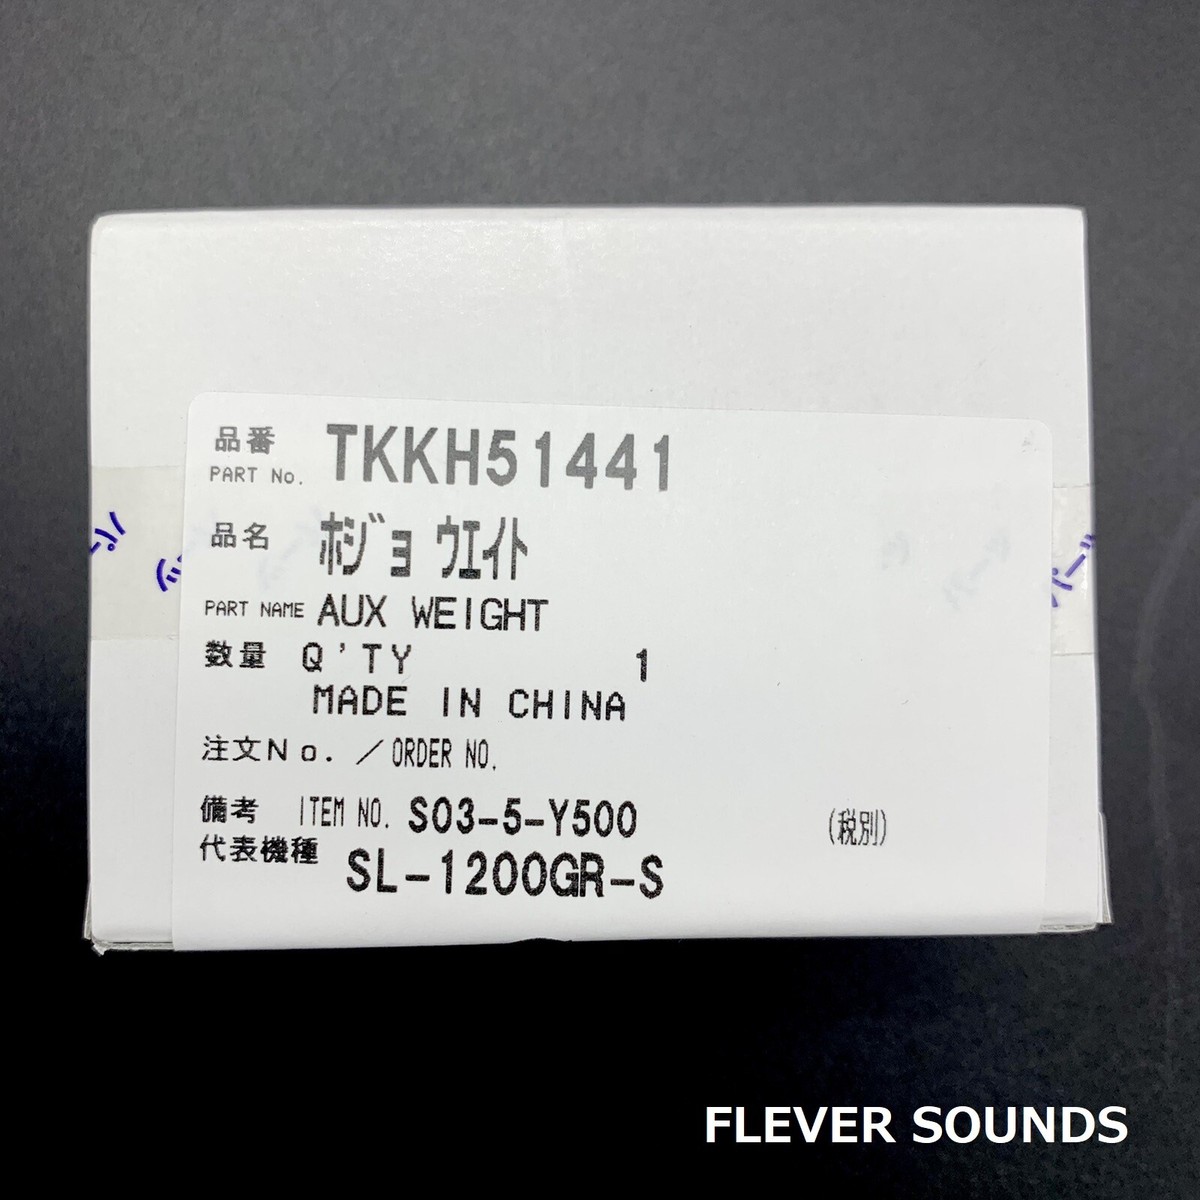 品番 TKKH51441
PART No.
品名 ﾎｼﾞｮ ｳｴｲﾄ
PART NAME AUX WEIGHT
数量 Q'TY 1
MADE IN CHINA
注文No.／ORDER NO.
備考 ITEM NO. S03-5-Y500 (税別)
代表機種 SL-1200GR-S
FLEVER SOUNDS